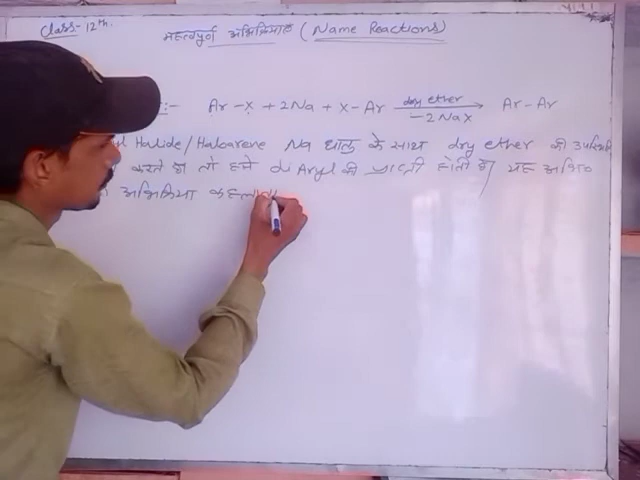 Class- 12th.
महत्वपूर्ण अभिक्रियाएं (Name Reactions)
:- Ar-X + 2Na + X-Ar dry ether → -2NaX Ar-Ar
Halide/Haloarene Na धातु के साथ dry ether की
करते है तो हमे di Aryl की प्राप्ती होती है यह अभि०
अभिक्रिया कहलाता